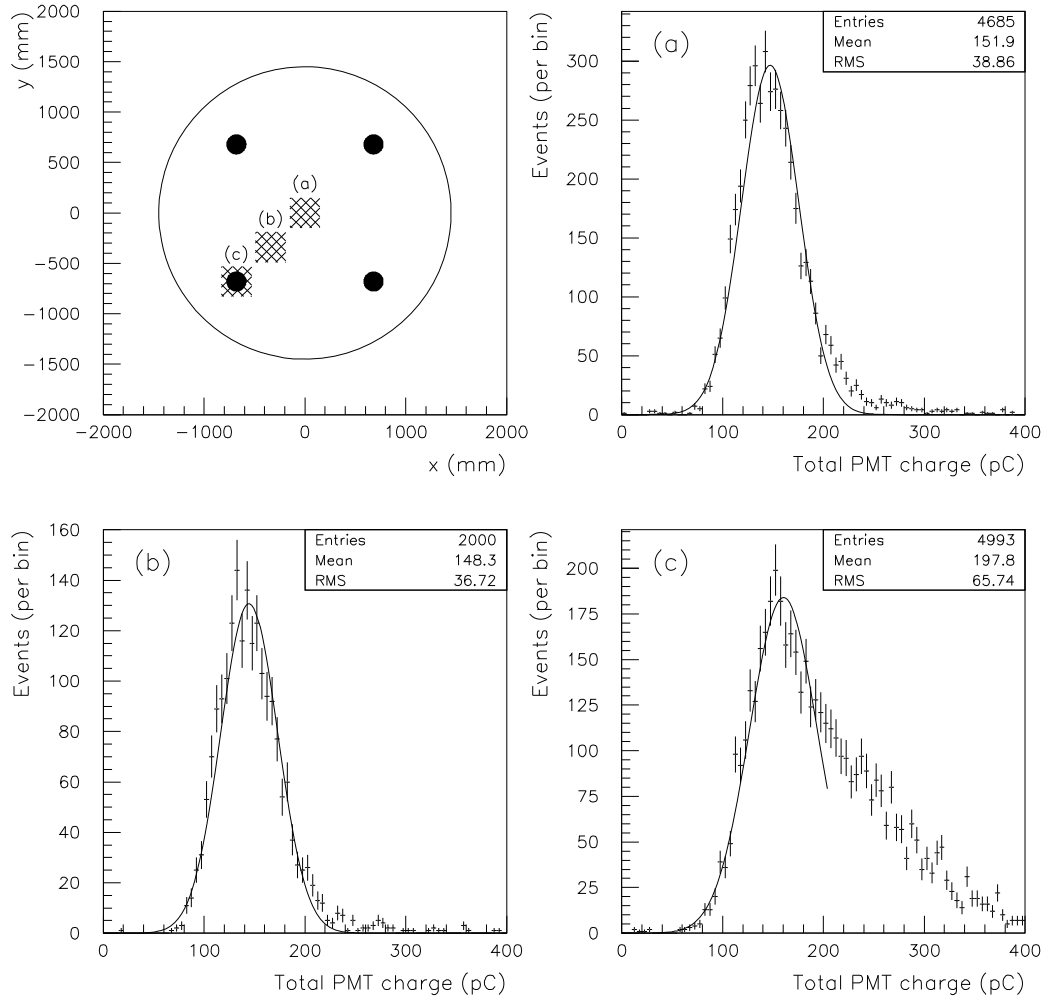 y (mm)
2000
1500
1000
500
0
−500
−1000
−1500
−2000
(a)
(b)
(c)
−2000
−1000
0
1000
2000
x (mm)
Events (per bin)
300
250
200
150
100
50
0
(a)
Entries 4685
Mean 151.9
RMS 38.86
0 100 200 300 400
Total PMT charge (pC)
Events (per bin)
160
140
120
100
80
60
40
20
0
(b)
Entries 2000
Mean 148.3
RMS 36.72
0 100 200 300 400
Total PMT charge (pC)
Events (per bin)
200
175
150
125
100
75
50
25
0
(c)
Entries 4993
Mean 197.8
RMS 65.74
0 100 200 300 400
Total PMT charge (pC)